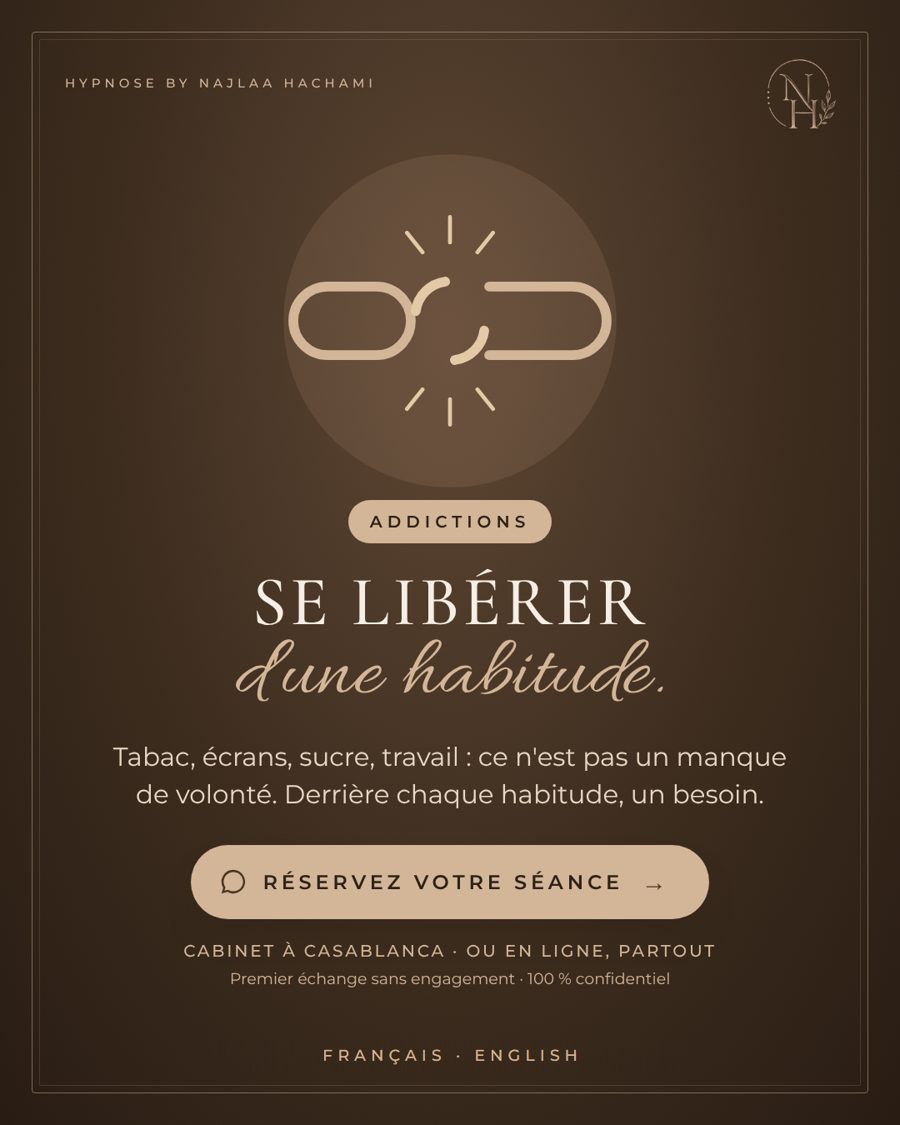 HYPNOSE BY NAJLAA HACHAMI
NH
ADDICTIONS
SE LIBÉRER
d'une habitude.
Tabac, écrans, sucre, travail : ce n'est pas un manque
de volonté. Derrière chaque habitude, un besoin.
RÉSERVEZ VOTRE SÉANCE →
CABINET À CASABLANCA · OU EN LIGNE, PARTOUT
Premier échange sans engagement · 100 % confidentiel
FRANÇAIS · ENGLISH